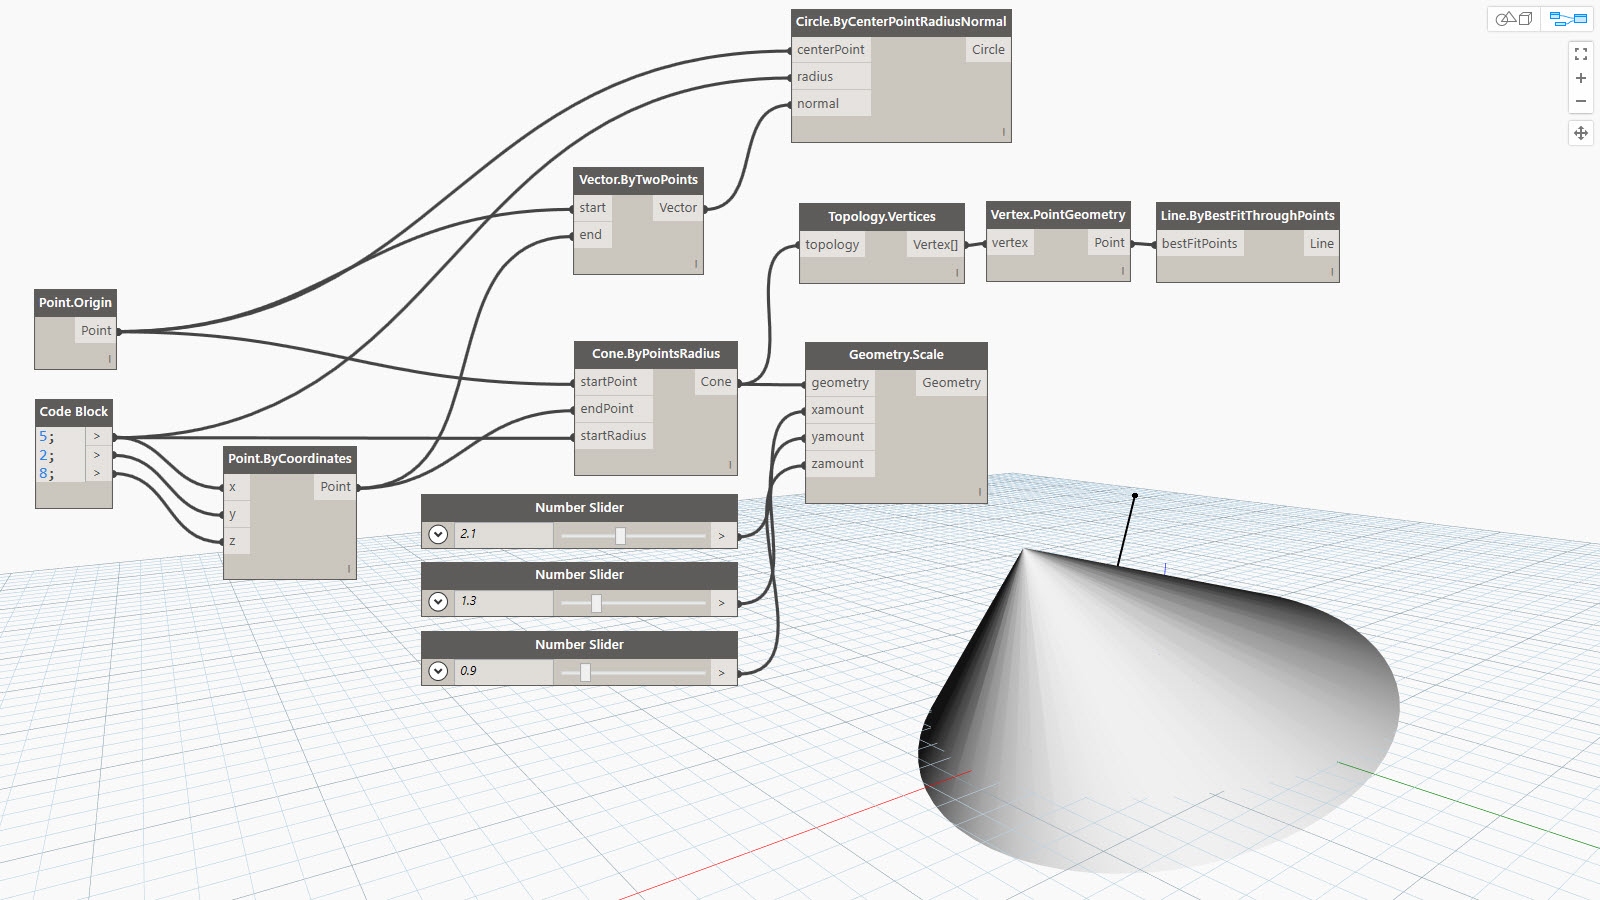 Circle.ByCenterPointRadiusNormal
centerPoint Circle
radius
normal
Vector.ByTwoPoints
start Vector
end
Topology.Vertices
topology Vertex[]
Vertex.PointGeometry
vertex Point
Line.ByBestFitThroughPoints
bestFitPoints Line
Point.Origin
Point
Cone.ByPointsRadius
startPoint Cone
endPoint
startRadius
Geometry.Scale
geometry Geometry
xamount
yamount
zamount
Code Block
5; >
2; >
8; >
Point.ByCoordinates
x Point
y
z
Number Slider
2.1 >
Number Slider
1.3 >
Number Slider
0.9 >